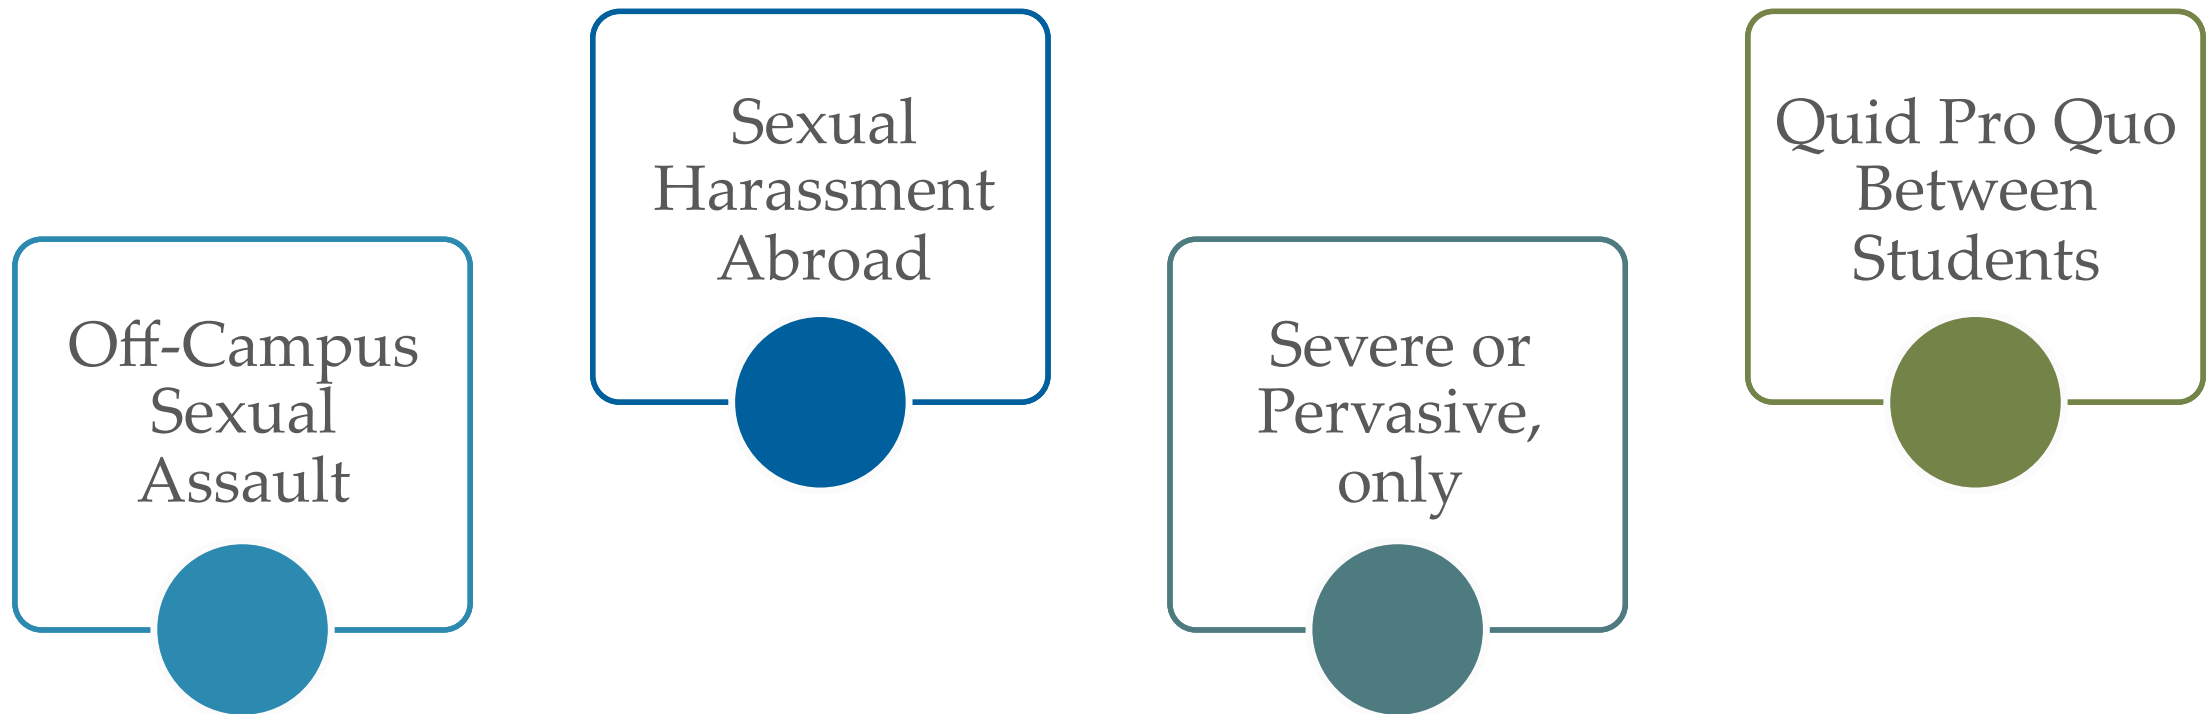 Off-Campus
Sexual
Assault
Sexual
Harassment
Abroad
Severe or
Pervasive,
only
Quid Pro Quo
Between
Students